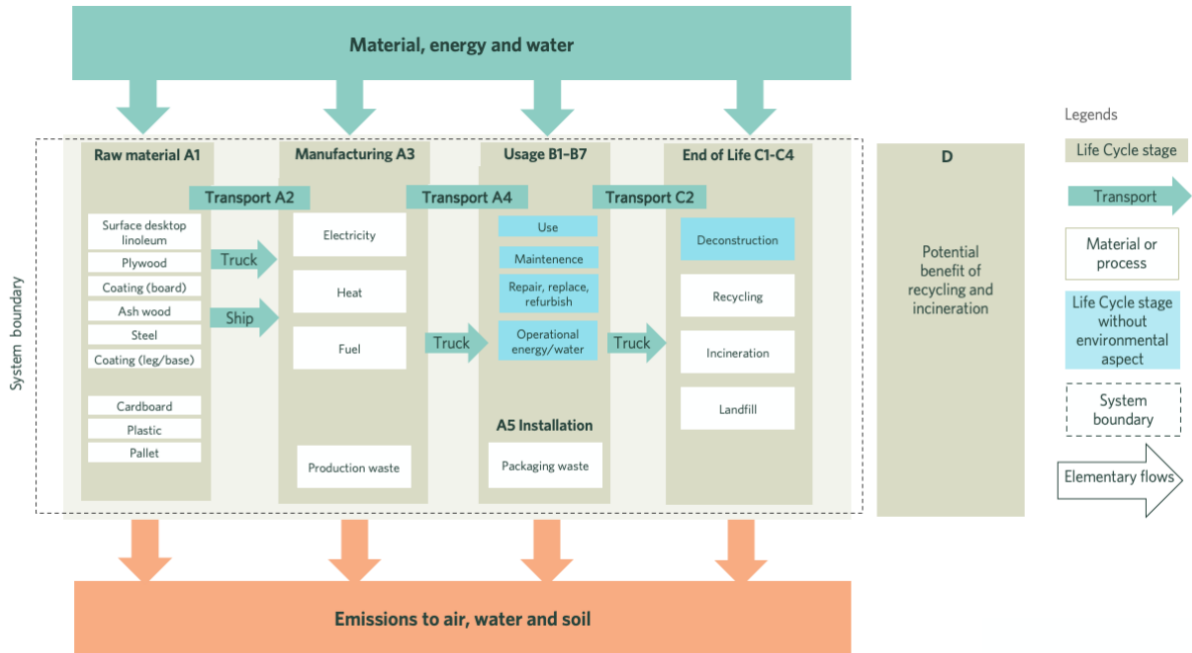 Material, energy and water
System boundary
Raw material A1
Transport A2
Surface desktop
linoleum
Plywood
Coating (board)
Ash wood
Steel
Coating (leg/base)
Cardboard
Plastic
Pallet
Truck
Ship
Manufacturing A3
Transport A4
Electricity
Heat
Fuel
Production waste
Truck
Usage B1–B7
Transport C2
Use
Maintenence
Repair, replace,
refurbish
Operational
energy/water
A5 Installation
Packaging waste
Truck
End of Life C1-C4
Deconstruction
Recycling
Incineration
Landfill
D
Potential
benefit of
recycling and
incineration
Legends
Life Cycle stage
Transport
Material or
process
Life Cycle stage
without
environmental
aspect
System
boundary
Elementary flows
Emissions to air, water and soil